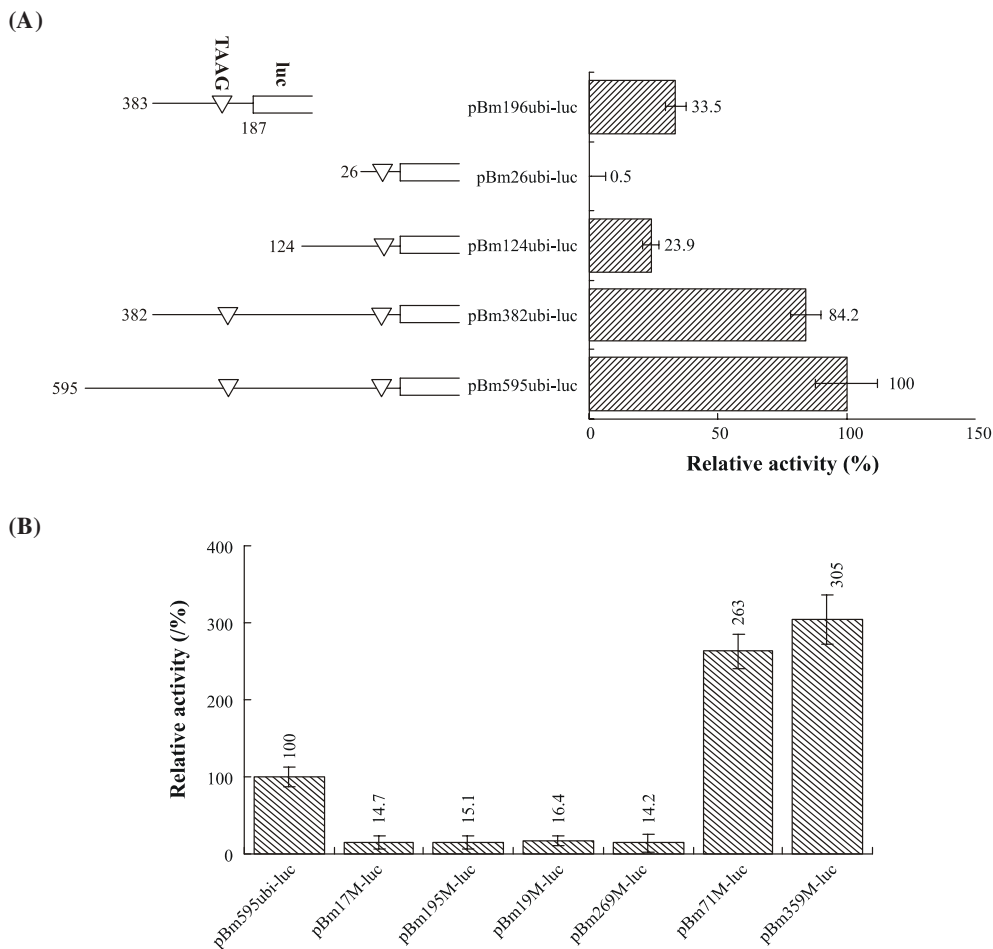 (A)
TAAG
luc
383
187
pBm196ubi-luc
33.5
26
pBm26ubi-luc
0.5
124
pBm124ubi-luc
23.9
382
pBm382ubi-luc
84.2
595
pBm595ubi-luc
100
0 50 100 150
Relative activity (%)
(B)
Relative activity (/%)
400
300
200
100
0
100
14.7
15.1
16.4
14.2
263
305
pBm595ubi-luc
pBm17M-luc
pBm195M-luc
pBm19M-luc
pBm269M-luc
pBm71M-luc
pBm359M-luc